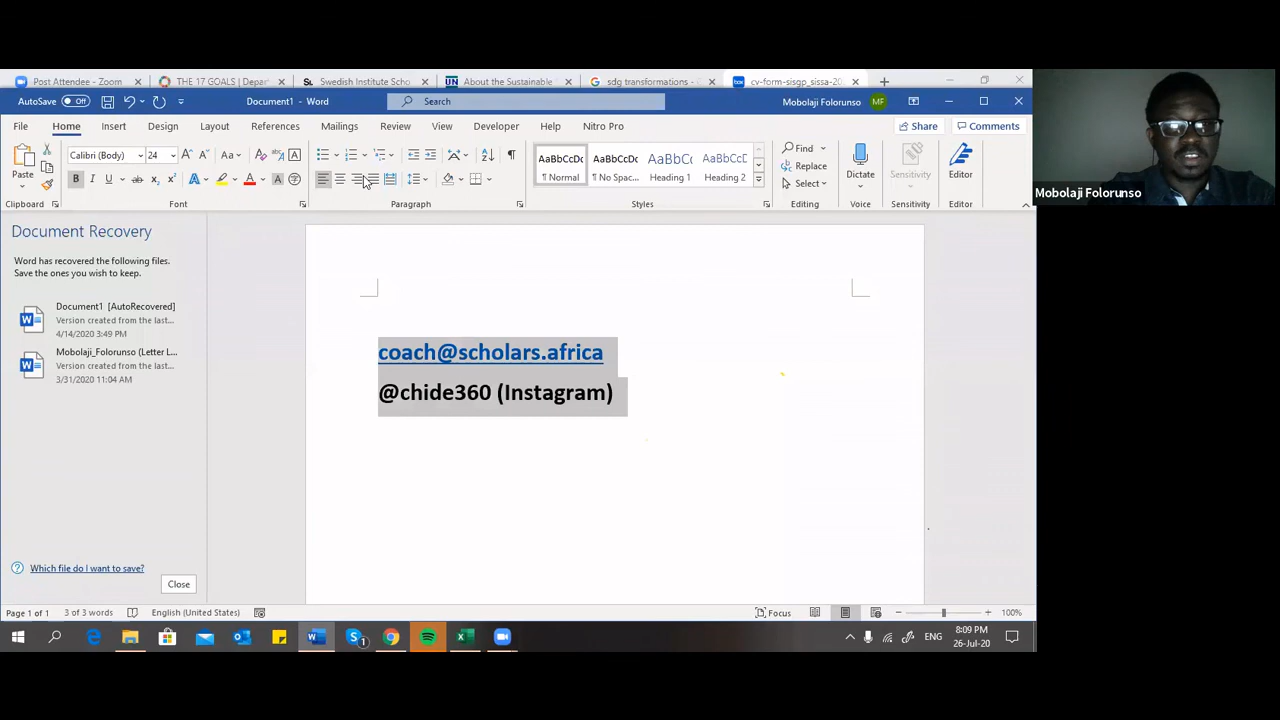 Post Attendee - Zoom
THE 17 GOALS | Depar
Swedish Institute Scho
About the Sustainable
sdg transformations - G
cv-form-sisgp_sissa-20
AutoSave Off
Document1 - Word
Search
Mobolaji Folorunso MF
File Home Insert Design Layout References Mailings Review View Developer Help Nitro Pro
Share Comments
Paste
Calibri (Body) 24
AaBbCcDc AaBbCcDc AaBbCc AaBbCcD
¶ Normal ¶ No Spac... Heading 1 Heading 2
Find
Replace
Select
Dictate
Sensitivity
Editor
Clipboard Font Paragraph Styles Editing Voice Sensitivity Editor
Mobolaji Folorunso
Document Recovery
Word has recovered the following files.
Save the ones you wish to keep.
Document1 [AutoRecovered]
Version created from the last...
4/14/2020 3:49 PM
Mobolaji_Folorunso (Letter L...
Version created from the last...
3/31/2020 11:04 AM
Which file do I want to save?
Close
coach@scholars.africa
@chide360 (Instagram)
Page 1 of 1 3 of 3 words English (United States) Focus 100%
ENG
8:09 PM
26-Jul-20